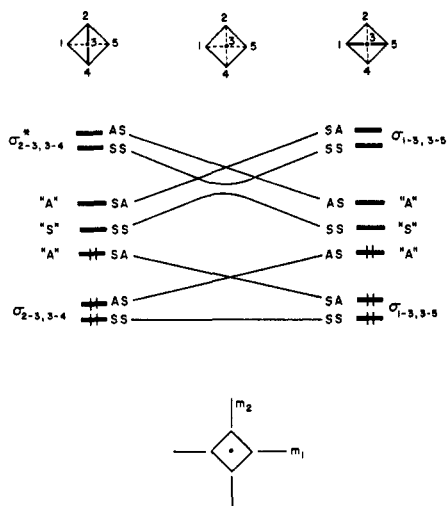 2 2 2
1 3 5 1 3 5 1 3 5
4 4 4
σ*2-3, 3-4 AS SA σ1-3, 3-5
SS SS
"A" SA AS "A"
"S" SS SS "S"
"A" SA AS "A"
σ2-3, 3-4 AS SA σ1-3, 3-5
SS SS
m2
m1